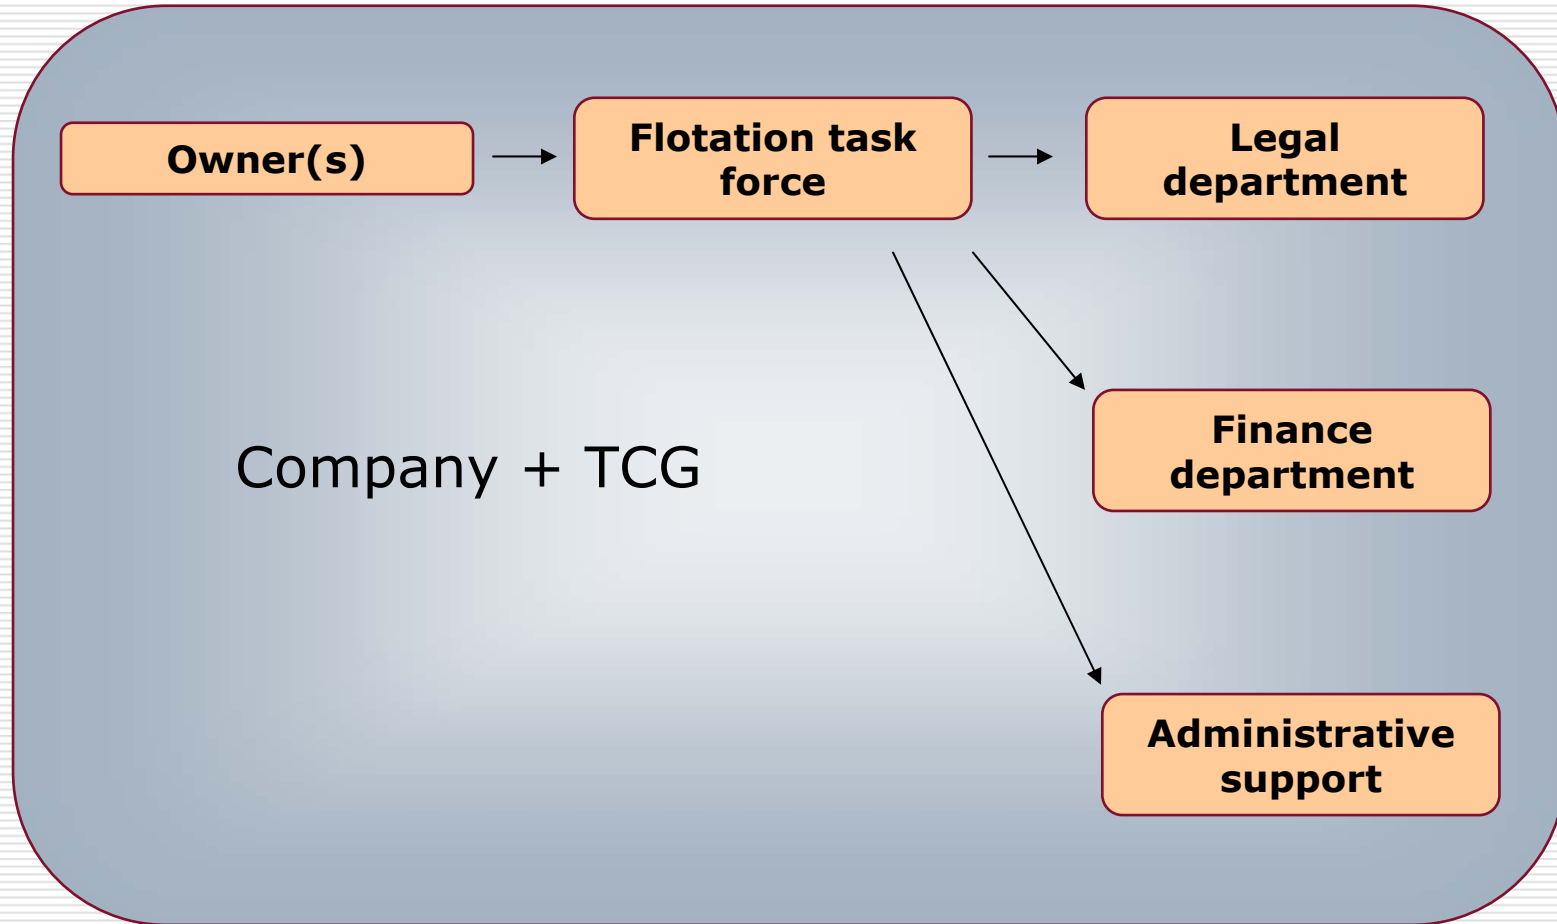 Owner(s)
Flotation task
force
Legal
department
Company + TCG
Finance
department
Administrative
support